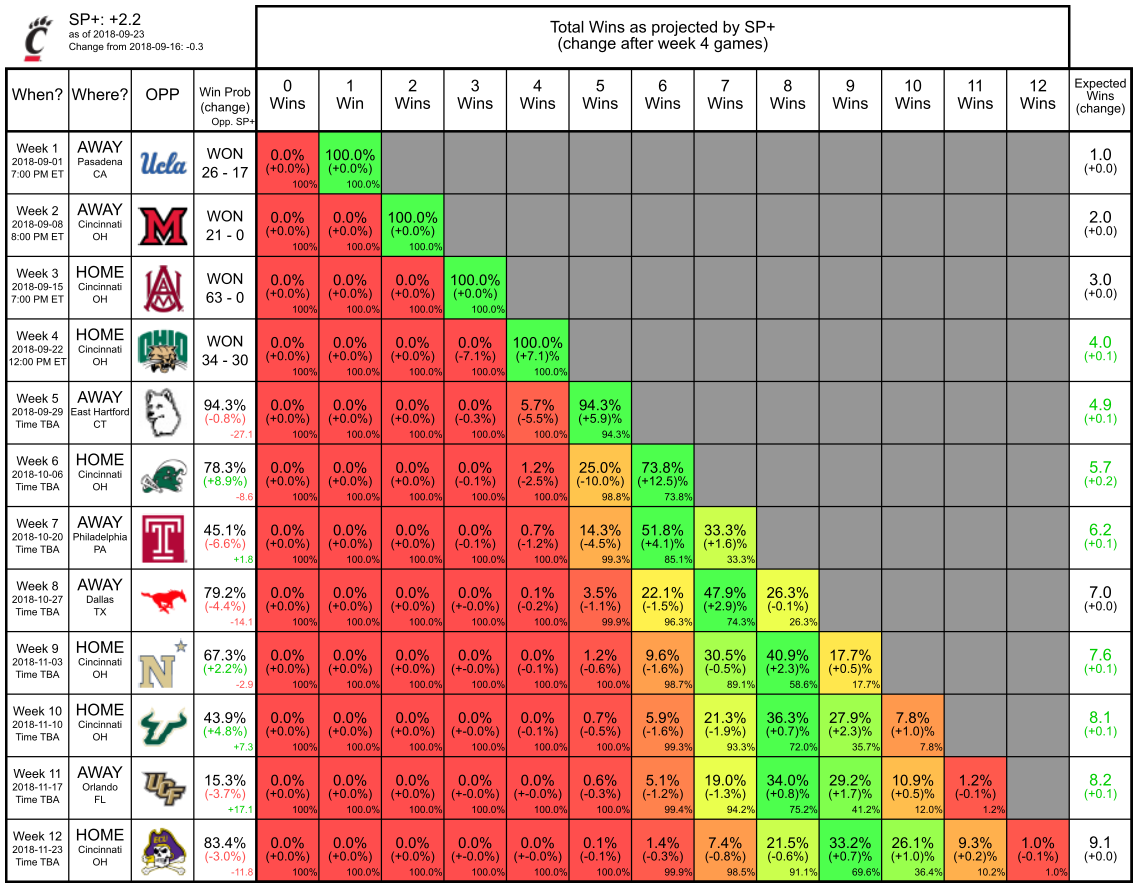 SP+: +2.2
as of 2018-09-23
Change from 2018-09-16: -0.3
Total Wins as projected by SP+
(change after week 4 games)
When? Where? OPP Win Prob (change) Opp. SP+ 0 Wins 1 Win 2 Wins 3 Wins 4 Wins 5 Wins 6 Wins 7 Wins 8 Wins 9 Wins 10 Wins 11 Wins 12 Wins Expected Wins (change)
Week 1 AWAY Ucla WON 0.0% 100.0% 1.0
2018-09-01 Pasadena 26 - 17 (+0.0%) (+0.0%) (+0.0)
7:00 PM ET CA 100% 100.0%
Week 2 AWAY M WON 0.0% 0.0% 100.0% 2.0
2018-09-08 Cincinnati 21 - 0 (+0.0%) (+0.0%) (+0.0%) (+0.0)
8:00 PM ET OH 100% 100.0% 100.0%
Week 3 HOME WON 0.0% 0.0% 0.0% 100.0% 3.0
2018-09-15 Cincinnati 63 - 0 (+0.0%) (+0.0%) (+0.0%) (+0.0%) (+0.0)
7:00 PM ET OH 100% 100.0% 100.0% 100.0%
Week 4 HOME OHIO WON 0.0% 0.0% 0.0% 0.0% 100.0% 4.0
2018-09-22 Cincinnati 34 - 30 (+0.0%) (+0.0%) (+0.0%) (-7.1%) (+7.1)% (+0.1)
12:00 PM ET OH 100% 100.0% 100.0% 100.0% 100.0%
Week 5 AWAY 94.3% 0.0% 0.0% 0.0% 0.0% 5.7% 94.3% 4.9
2018-09-29 East Hartford (-0.8%) (+0.0%) (+0.0%) (+0.0%) (-0.3%) (-5.5%) (+5.9)% (+0.1)
Time TBA CT -27.1 100% 100.0% 100.0% 100.0% 100.0% 94.3%
Week 6 HOME 78.3% 0.0% 0.0% 0.0% 0.0% 1.2% 25.0% 73.8% 5.7
2018-10-06 Cincinnati (+8.9%) (+0.0%) (+0.0%) (+0.0%) (-0.1%) (-2.5%) (-10.0%) (+12.5)% (+0.2)
Time TBA OH -8.6 100% 100.0% 100.0% 100.0% 100.0% 98.8% 73.8%
Week 7 AWAY T 45.1% 0.0% 0.0% 0.0% 0.0% 0.7% 14.3% 51.8% 33.3% 6.2
2018-10-20 Philadelphia (-6.6%) (+0.0%) (+0.0%) (+0.0%) (-0.1%) (-1.2%) (-4.5%) (+4.1)% (+1.6)% (+0.1)
Time TBA PA +1.8 100% 100.0% 100.0% 100.0% 100.0% 99.3% 85.1% 33.3%
Week 8 AWAY 79.2% 0.0% 0.0% 0.0% 0.0% 0.1% 3.5% 22.1% 47.9% 26.3% 7.0
2018-10-27 Dallas (-4.4%) (+0.0%) (+0.0%) (+0.0%) (+-0.0%) (-0.2%) (-1.1%) (-1.5%) (+2.9)% (-0.1%) (+0.0)
Time TBA TX -14.1 100% 100.0% 100.0% 100.0% 100.0% 99.9% 96.3% 74.3% 26.3%
Week 9 HOME N 67.3% 0.0% 0.0% 0.0% 0.0% 0.0% 1.2% 9.6% 30.5% 40.9% 17.7% 7.6
2018-11-03 Cincinnati (+2.2%) (+0.0%) (+0.0%) (+0.0%) (+-0.0%) (-0.1%) (-0.6%) (-1.6%) (-0.5%) (+2.3)% (+0.5)% (+0.1)
Time TBA OH -2.9 100% 100.0% 100.0% 100.0% 100.0% 100.0% 98.7% 89.1% 58.6% 17.7%
Week 10 HOME 43.9% 0.0% 0.0% 0.0% 0.0% 0.0% 0.7% 5.9% 21.3% 36.3% 27.9% 7.8% 8.1
2018-11-10 Cincinnati (+4.8%) (+0.0%) (+0.0%) (+0.0%) (+-0.0%) (-0.1%) (-0.5%) (-1.6%) (-1.9%) (+0.7)% (+2.3)% (+1.0)% (+0.1)
Time TBA OH +7.3 100% 100.0% 100.0% 100.0% 100.0% 100.0% 99.3% 93.3% 72.0% 35.7% 7.8%
Week 11 AWAY UCF 15.3% 0.0% 0.0% 0.0% 0.0% 0.0% 0.6% 5.1% 19.0% 34.0% 29.2% 10.9% 1.2% 8.2
2018-11-17 Orlando (-3.7%) (+0.0%) (+0.0%) (+0.0%) (+-0.0%) (+-0.0%) (-0.3%) (-1.2%) (-1.3%) (+0.8)% (+1.7)% (+0.5)% (-0.1%) (+0.1)
Time TBA FL +17.1 100% 100.0% 100.0% 100.0% 100.0% 100.0% 99.4% 94.2% 75.2% 41.2% 12.0% 1.2%
Week 12 HOME ECU 83.4% 0.0% 0.0% 0.0% 0.0% 0.0% 0.1% 1.4% 7.4% 21.5% 33.2% 26.1% 9.3% 1.0% 9.1
2018-11-23 Cincinnati (-3.0%) (+0.0%) (+0.0%) (+0.0%) (+-0.0%) (+-0.0%) (-0.1%) (-0.3%) (-0.8%) (-0.6%) (+0.7)% (+1.0)% (+0.2)% (-0.1%) (+0.0)
Time TBA OH -11.8 100% 100.0% 100.0% 100.0% 100.0% 100.0% 99.9% 98.5% 91.1% 69.6% 36.4% 10.2% 1.0%